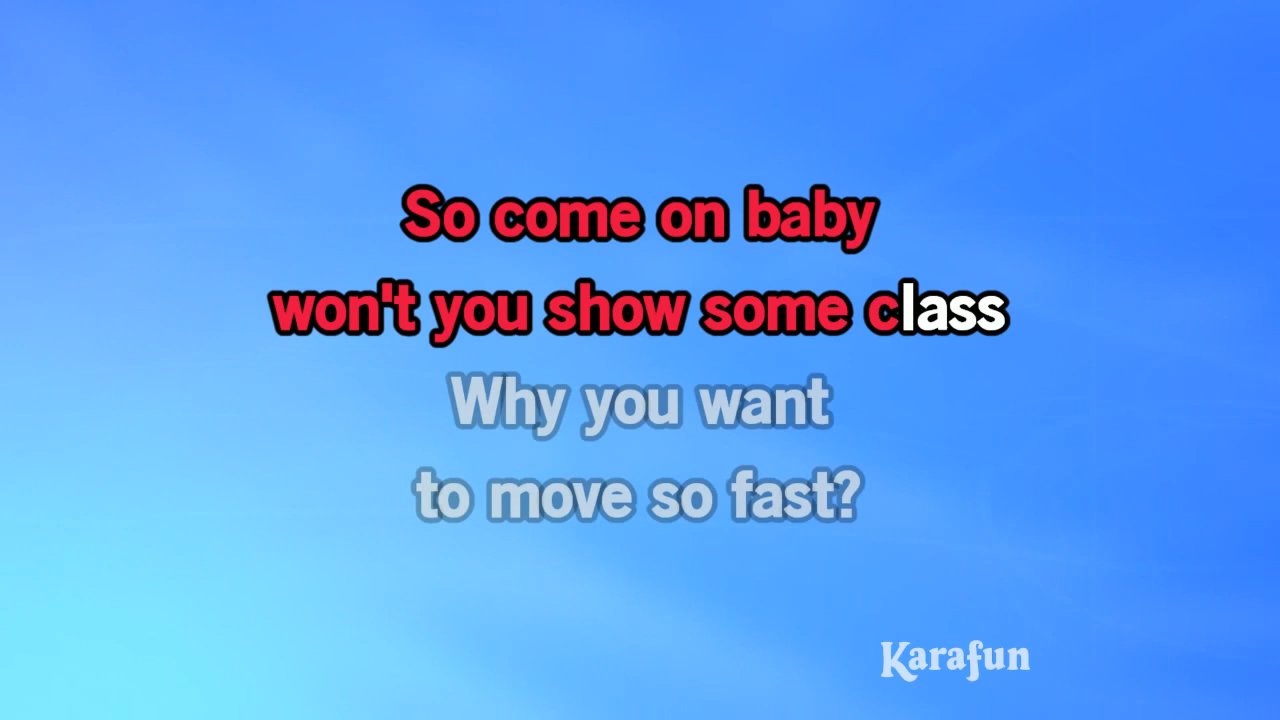 So come on baby
won't you show some class
Why you want
to move so fast?
Karafun